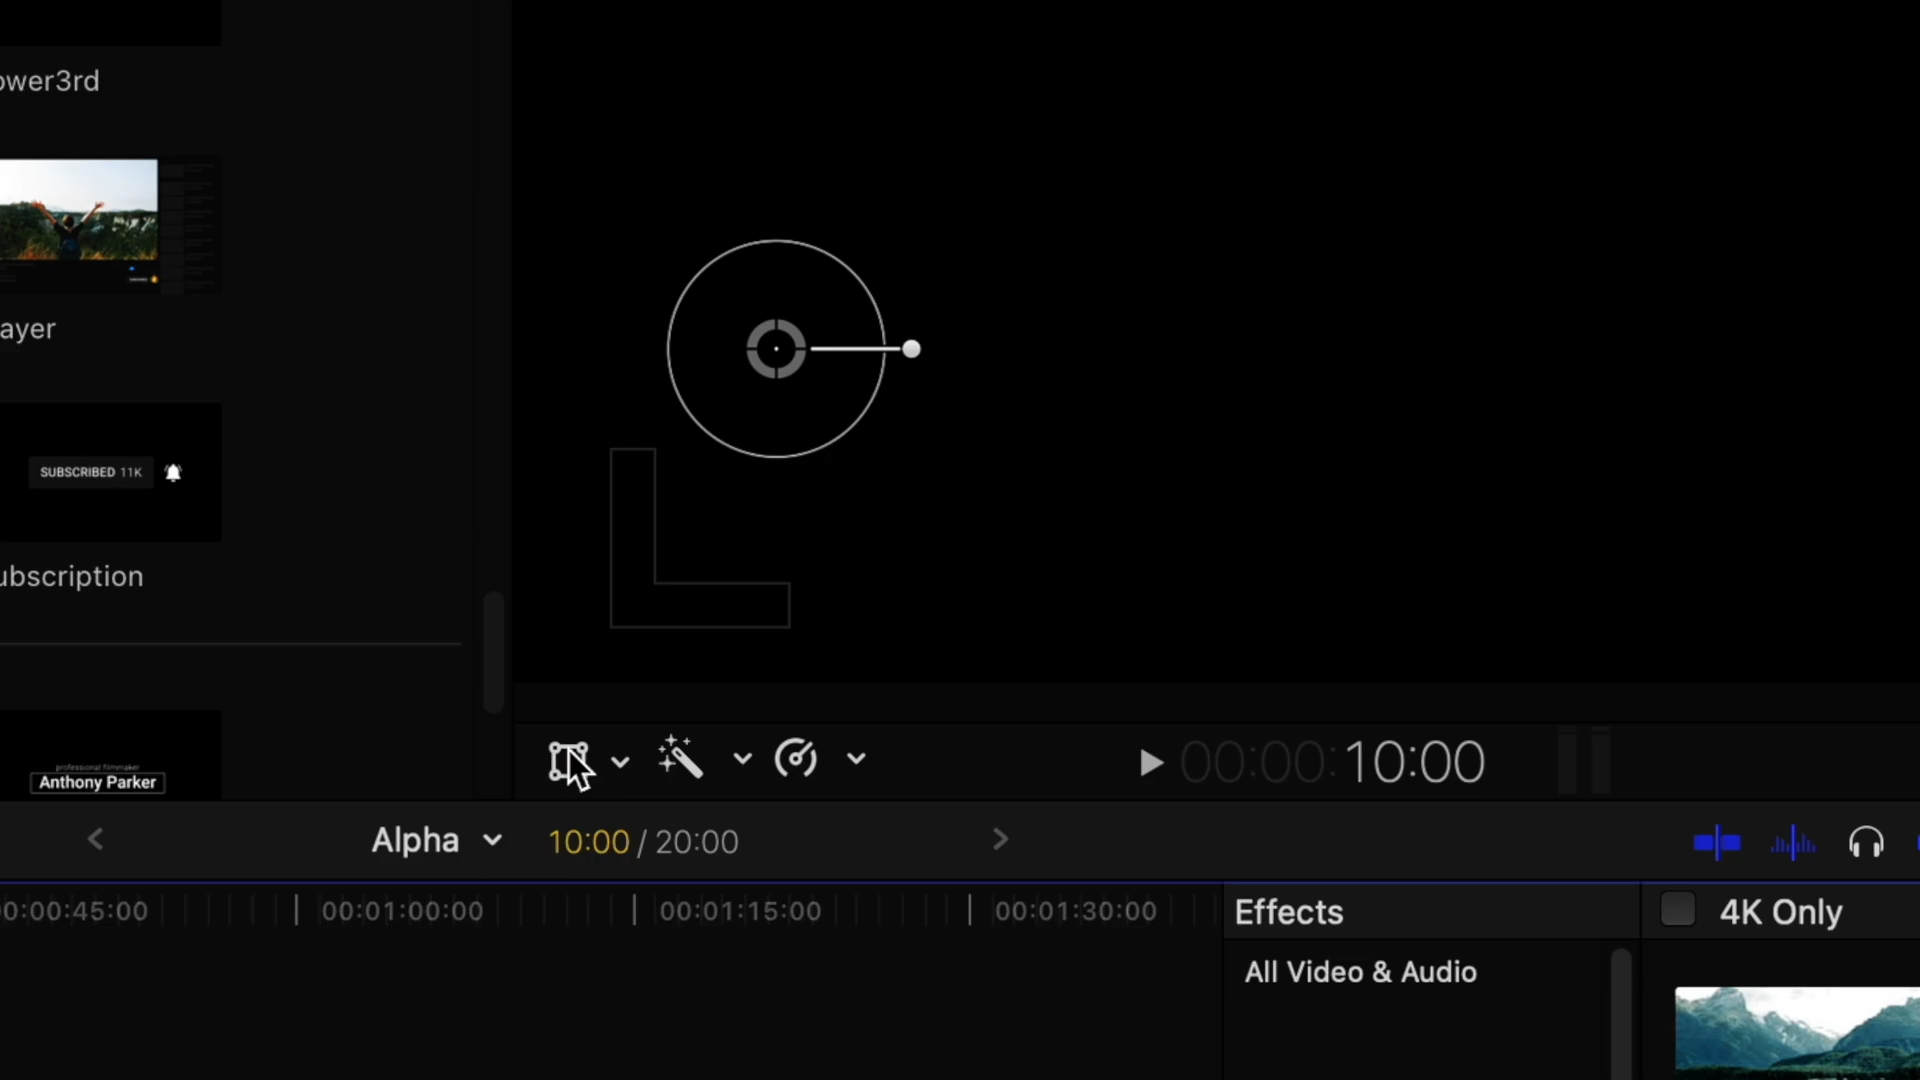 ower3rd
ayer
SUBSCRIBED 11K
ubscription
professional filmmaker
Anthony Parker
00:00:10:00
Alpha
10:00 / 20:00
0:00:45:00
00:01:00:00
00:01:15:00
00:01:30:00
Effects
4K Only
All Video & Audio